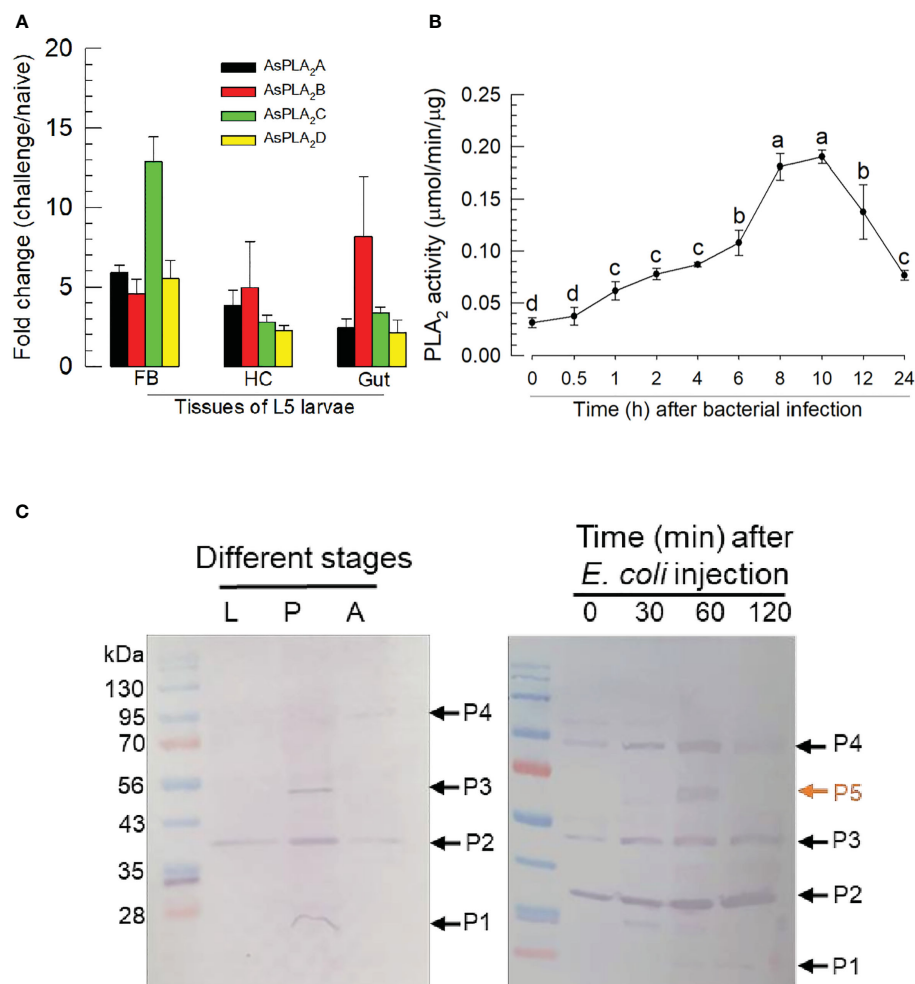 A
Fold change (challenge/naive)
20
15
10
5
0
AsPLA₂A
AsPLA₂B
AsPLA₂C
AsPLA₂D
FB HC Gut
Tissues of L5 larvae
B
PLA₂ activity (μmol/min/μg)
0.25
0.20
0.15
0.10
0.05
0.00
d d c c c b a a b c
0 0.5 1 2 4 6 8 10 12 24
Time (h) after bacterial infection
C
Different stages
L P A
kDa
130
95
70
56
43
35
28
P4
P3
P2
P1
Time (min) after
E. coli injection
0 30 60 120
P4
P5
P3
P2
P1